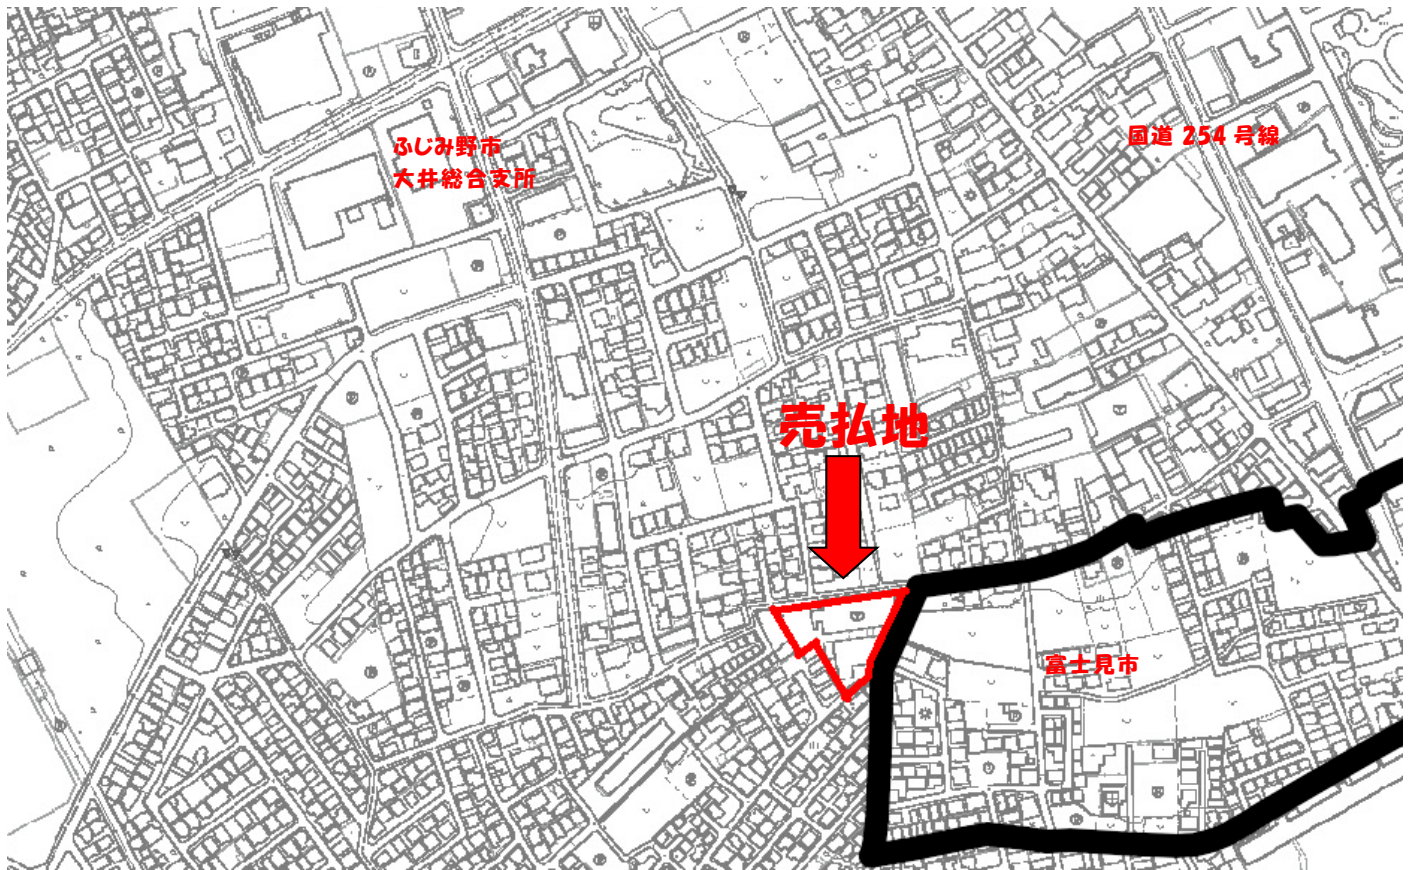 ふじみ野市
大井総合支所
国道 254 号線
売払地
富士見市